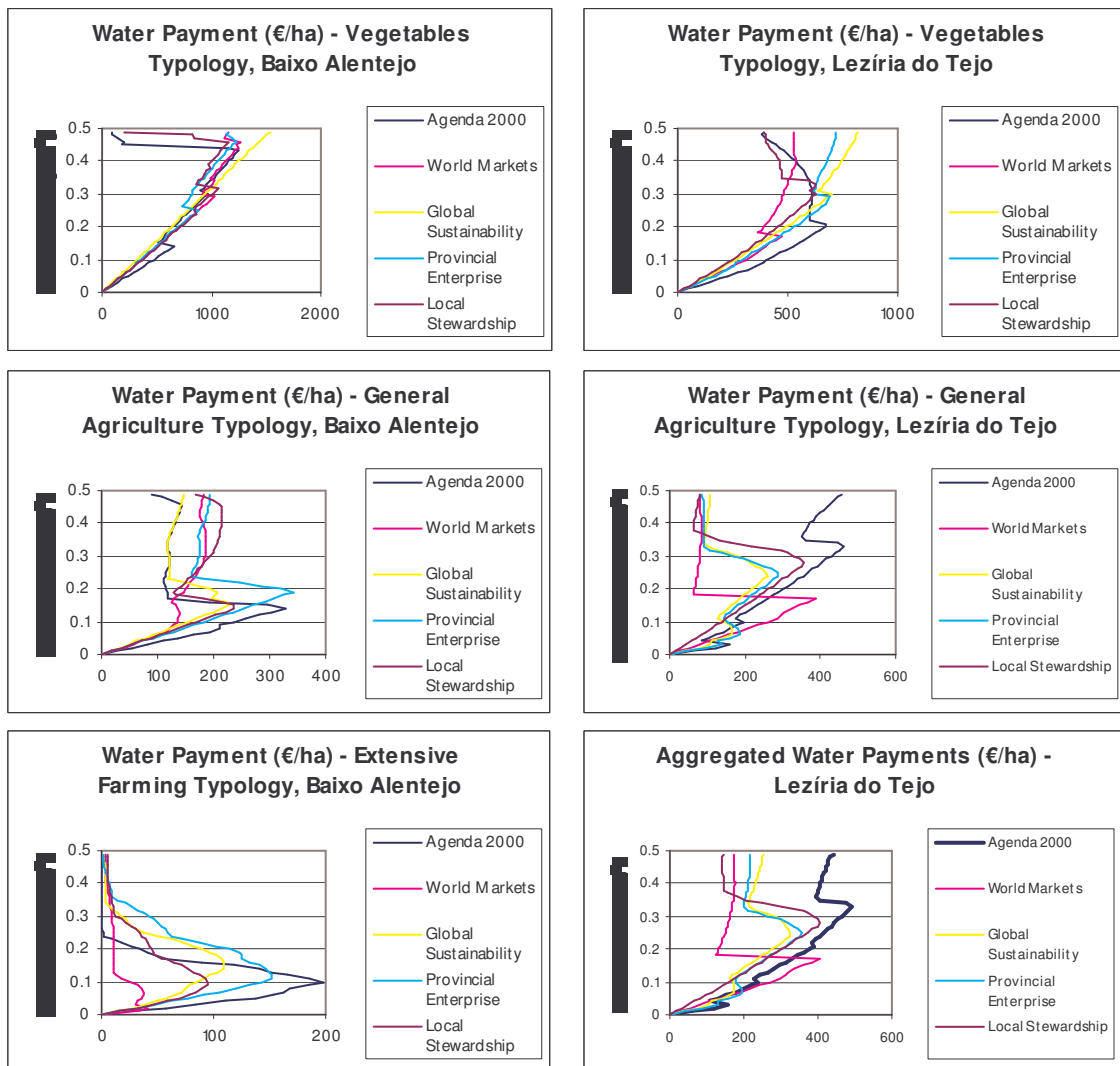 Water Payment (€/ha) - Vegetables
Typology, Baixo Alentejo
0.5
0.4
0.3
0.2
0.1
0
0
1000
2000
Agenda 2000
World Markets
Global
Sustainability
Provincial
Enterprise
Local
Stewardship
Water Payment (€/ha) - Vegetables
Typology, Lezíria do Tejo
0.5
0.4
0.3
0.2
0.1
0
0
500
1000
Agenda 2000
World Markets
Global
Sustainability
Provincial
Enterprise
Local
Stewardship
Water Payment (€/ha) - General
Agriculture Typology, Baixo Alentejo
0.5
0.4
0.3
0.2
0.1
0
0
100
200
300
400
Agenda 2000
World Markets
Global
Sustainability
Provincial
Enterprise
Local
Stewardship
Water Payment (€/ha) - General
Agriculture Typology, Lezíria do Tejo
0.5
0.4
0.3
0.2
0.1
0
0
200
400
600
Agenda 2000
World Markets
Global
Sustainability
Provincial
Enterprise
Local Stewardship
Water Payment (€/ha) - Extensive
Farming Typology, Baixo Alentejo
0.5
0.4
0.3
0.2
0.1
0
0
100
200
Agenda 2000
World Markets
Global
Sustainability
Provincial
Enterprise
Local
Stewardship
Aggregated Water Payments (€/ha) -
Lezíria do Tejo
0.5
0.4
0.3
0.2
0.1
0
0
200
400
600
Agenda 2000
World Markets
Global
Sustainability
Provincial
Enterprise
Local Stewardship